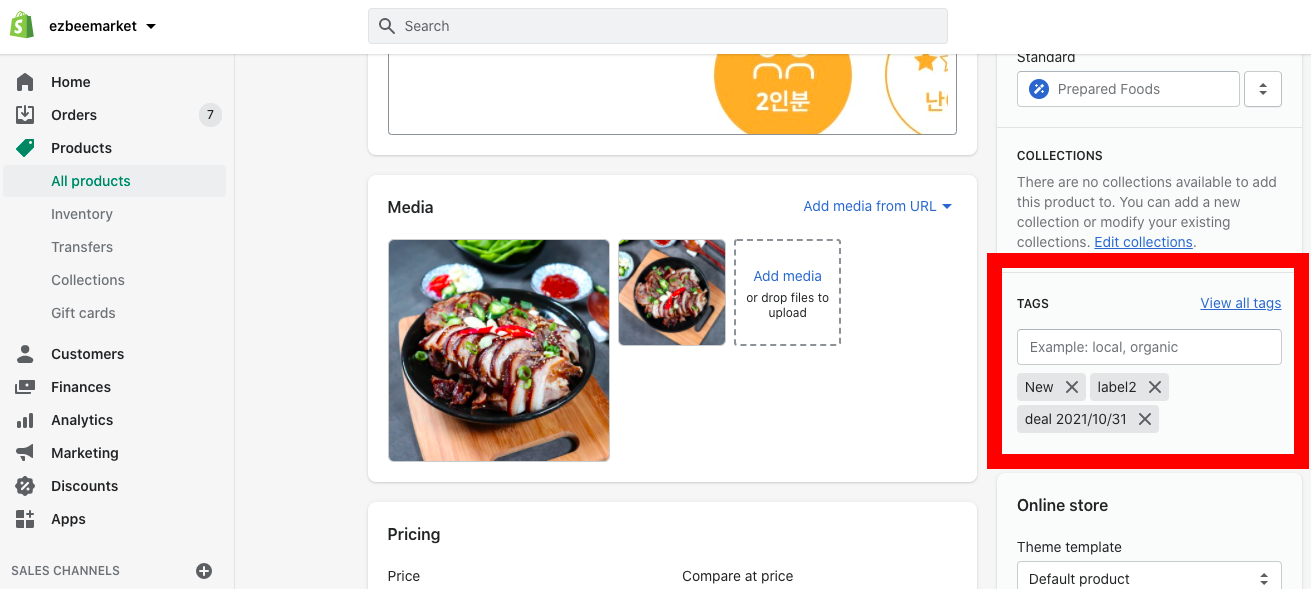 ezbeemarket
Search
Home
Orders
7
Products
All products
Inventory
Transfers
Collections
Gift cards
Customers
Finances
Analytics
Marketing
Discounts
Apps
SALES CHANNELS
2인분
난
Media
Add media from URL
Add media
or drop files to
upload
Pricing
Price
Compare at price
Standard
Prepared Foods
COLLECTIONS
There are no collections available to add
this product to. You can add a new
collection or modify your existing
collections. Edit collections.
TAGS
View all tags
Example: local, organic
New
label2
deal 2021/10/31
Online store
Theme template
Default product